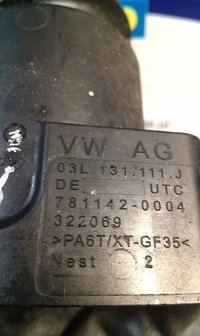 VW AG
03L.131.111.J
DE UTC
781142-0004
322069
>PA6T/XT-GF35<
Nest 2